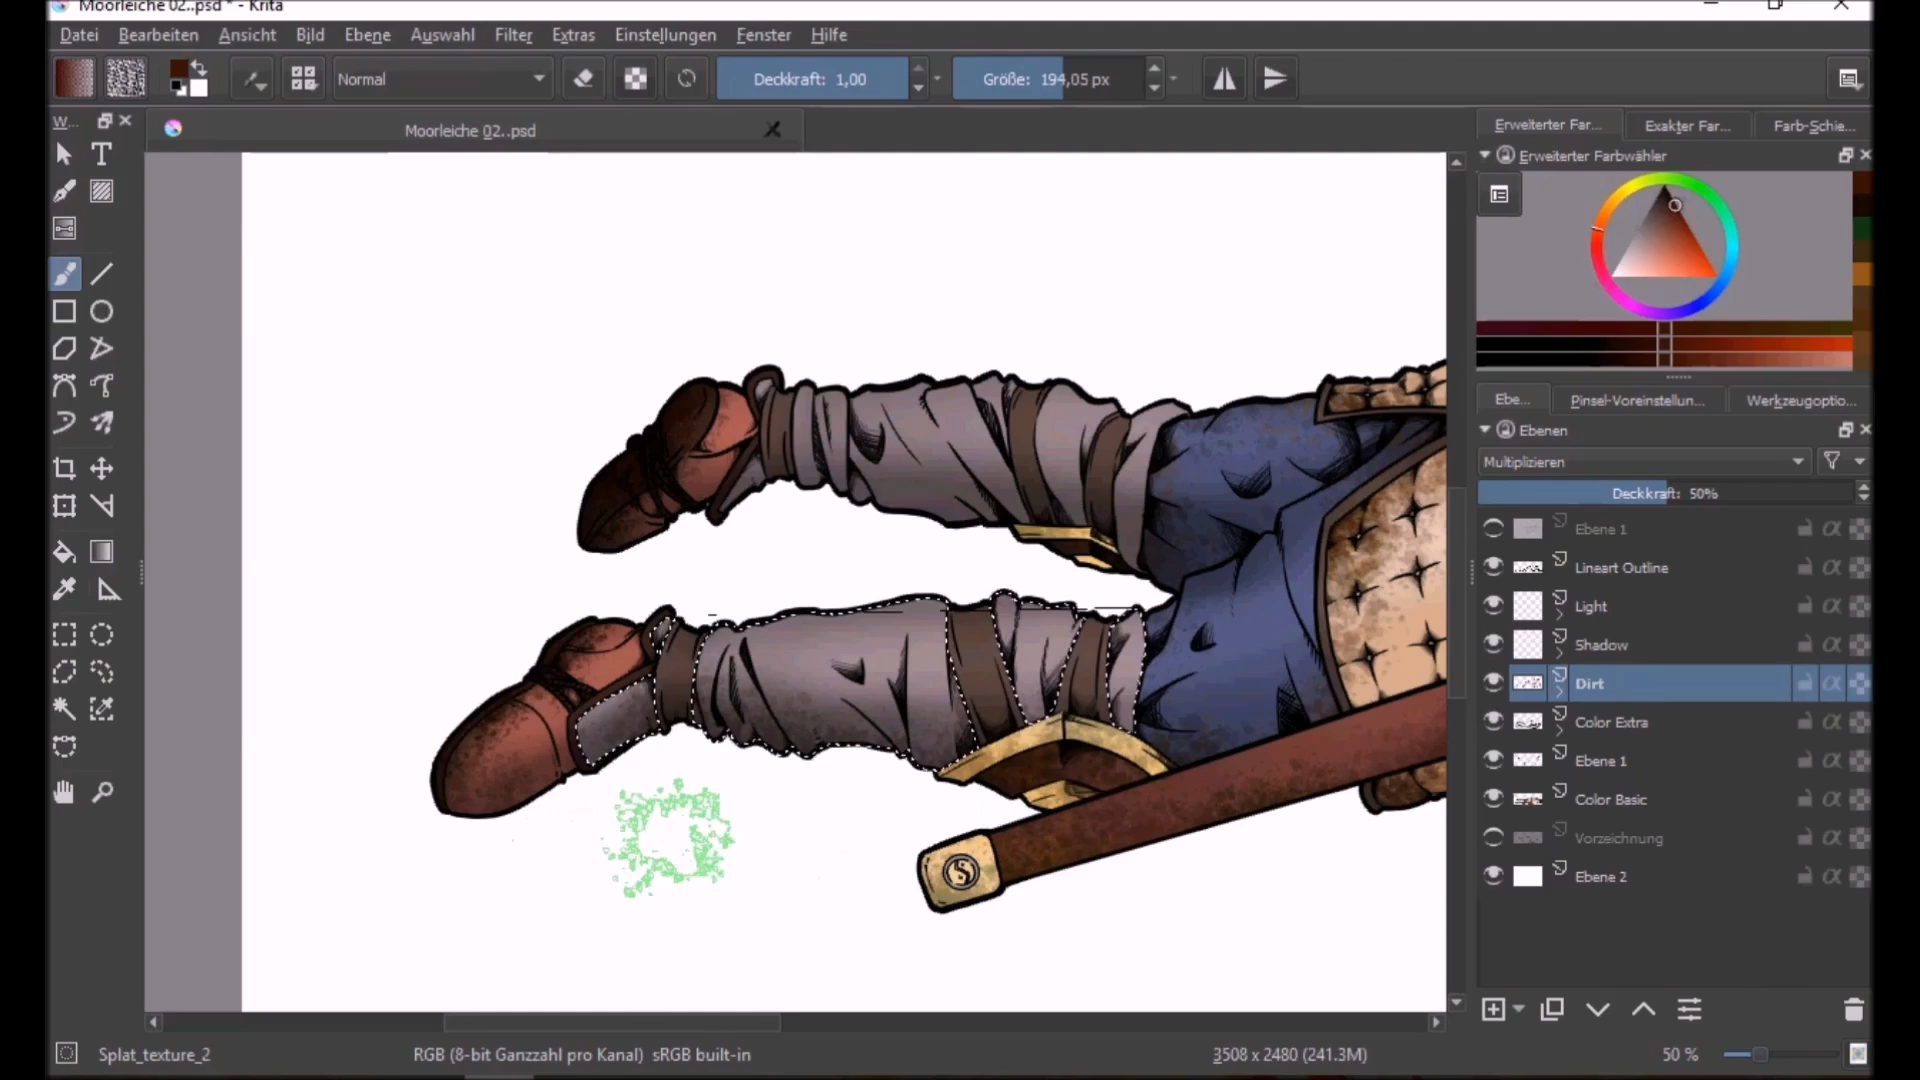 Moorleiche 02..psd * - Krita
Datei Bearbeiten Ansicht Bild Ebene Auswahl Filter Extras Einstellungen Fenster Hilfe
Normal Deckkraft: 1,00 Größe: 194,05 px
W...
Moorleiche 02..psd
Erweiterter Far... Exakter Far... Farb-Schie...
Erweiterter Farbwähler
Ebe... Pinsel-Voreinstellun... Werkzeugoptio...
Ebenen
Multiplizieren
Deckkraft: 50%
Ebene 1
Lineart Outline
Light
Shadow
Dirt
Color Extra
Ebene 1
Color Basic
Vorzeichnung
Ebene 2
Splat_texture_2 RGB (8-bit Ganzzahl pro Kanal) sRGB built-in 3508 x 2480 (241.3M) 50 %